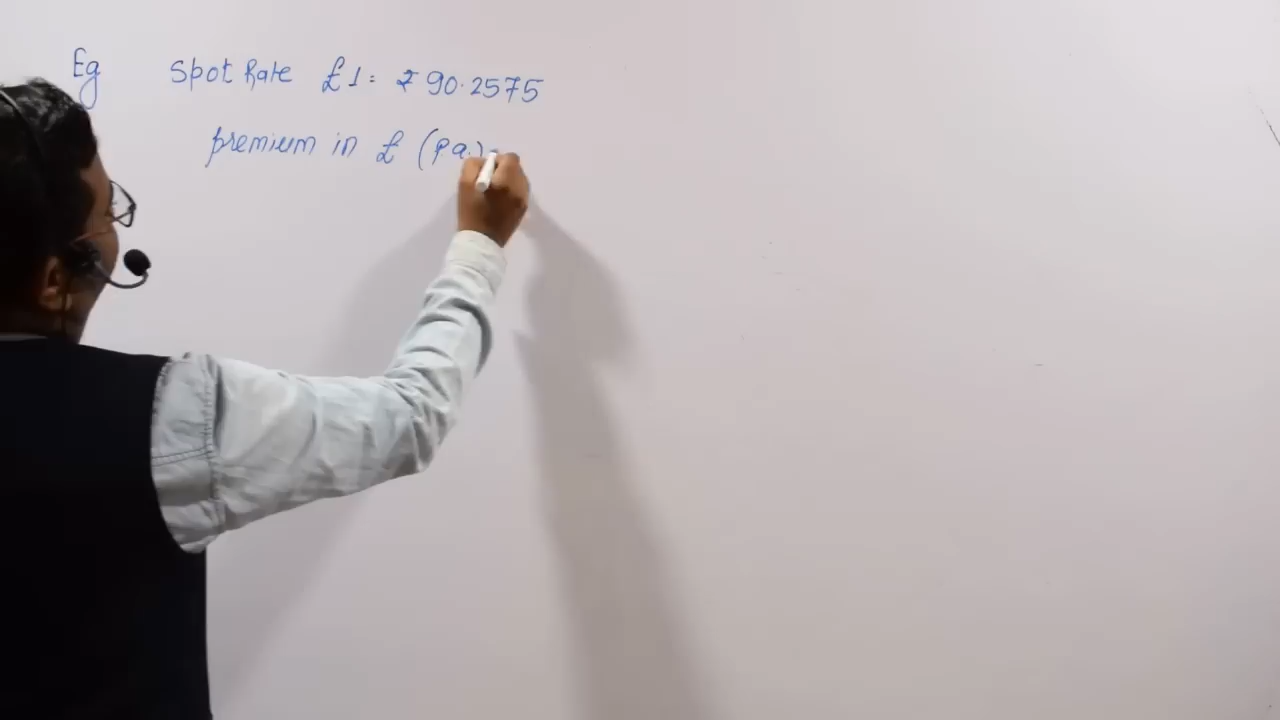 Eg Spot Rate £1 = ₹ 90.2575
premium in £ (p.a.)